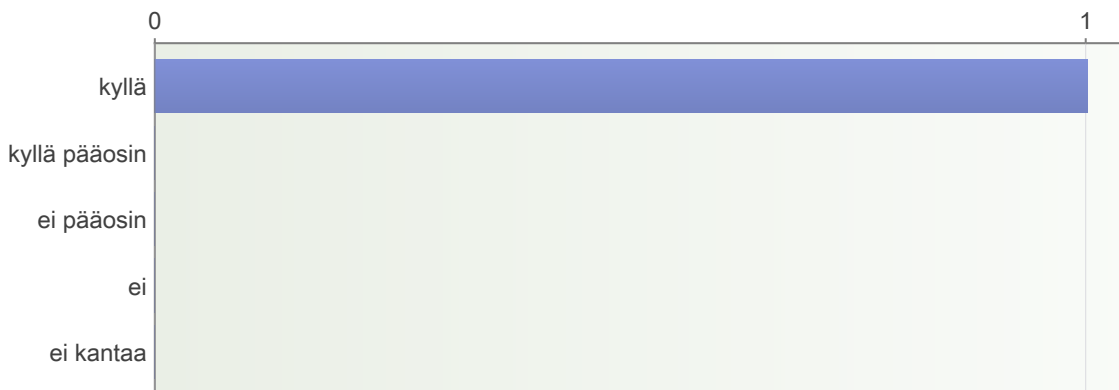 0 1
kyllä
kyllä pääosin
ei pääosin
ei
ei kantaa